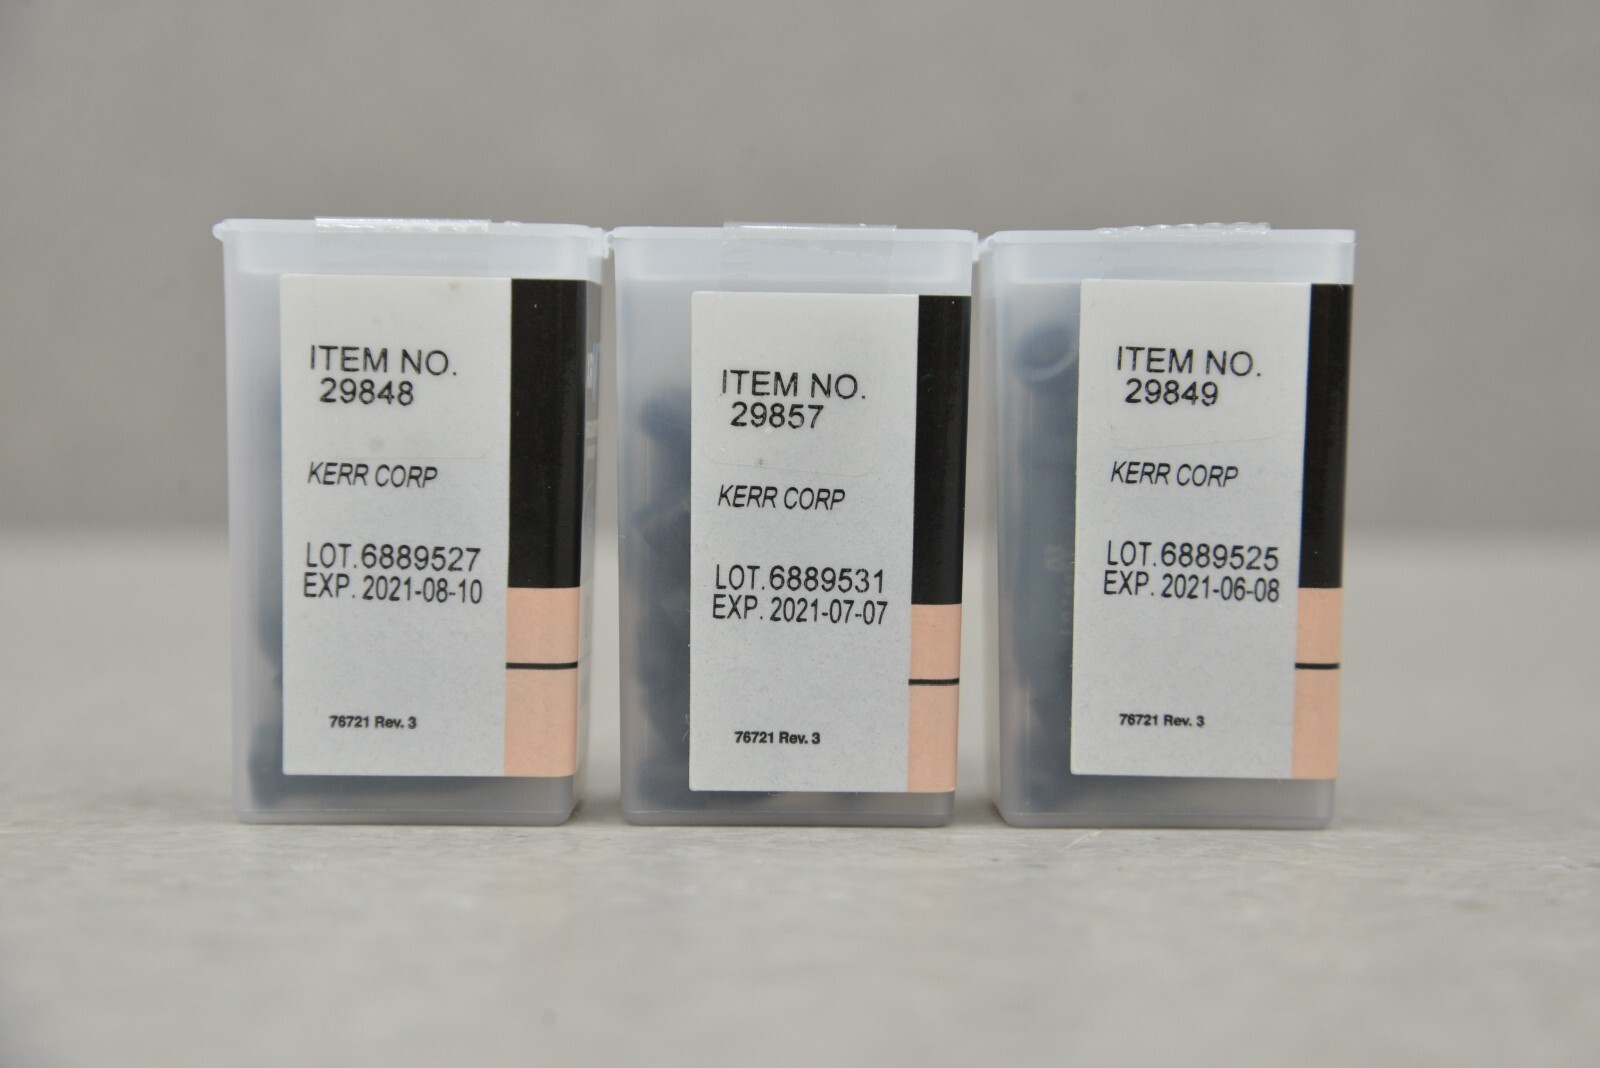 ITEM NO.
29848
KERR CORP
LOT.6889527
EXP. 2021-08-10
76721 Rev. 3
ITEM NO.
29857
KERR CORP
LOT.6889531
EXP. 2021-07-07
76721 Rev. 3
ITEM NO.
29849
KERR CORP
LOT.6889525
EXP. 2021-06-08
76721 Rev. 3